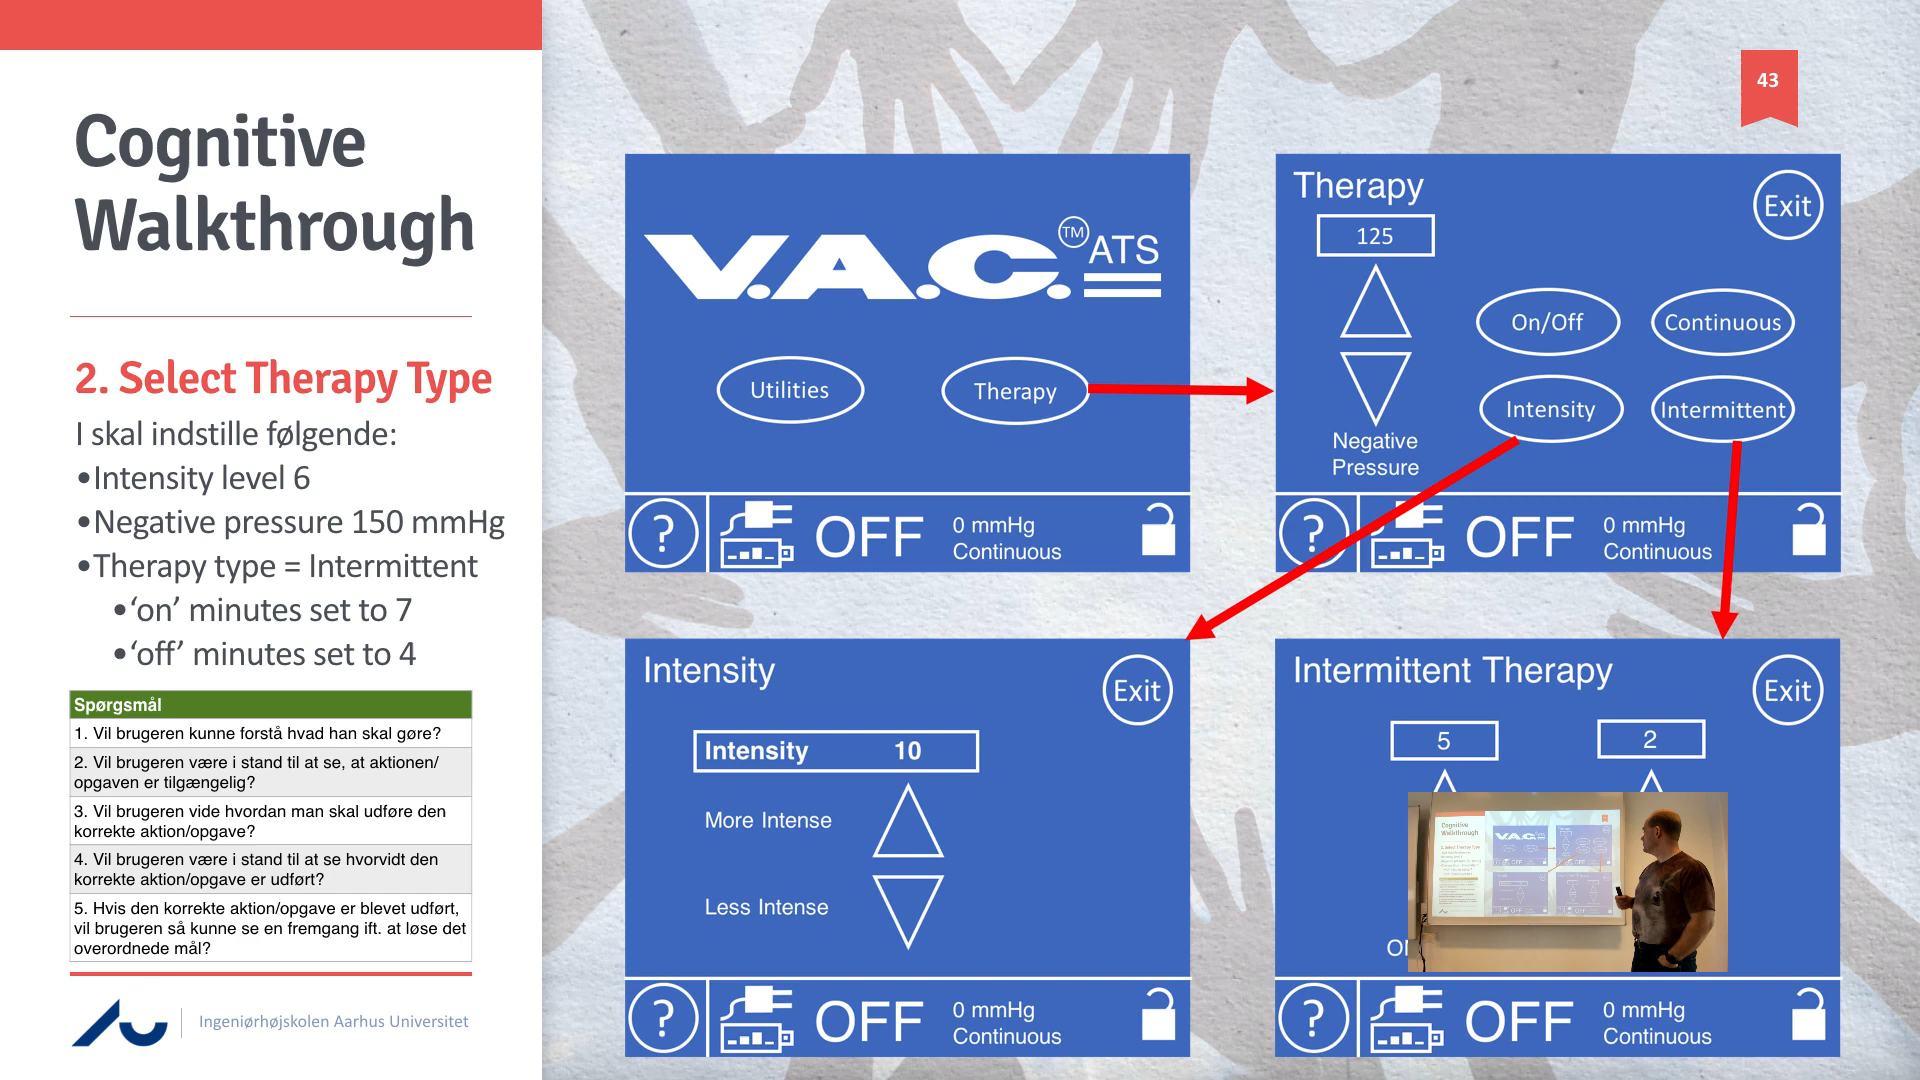 Cognitive
Walkthrough
2. Select Therapy Type
I skal indstille følgende:
•Intensity level 6
•Negative pressure 150 mmHg
•Therapy type = Intermittent
•‘on’ minutes set to 7
•‘off’ minutes set to 4
Spørgsmål
1. Vil brugeren kunne forstå hvad han skal gøre?
2. Vil brugeren være i stand til at se, at aktionen/
opgaven er tilgængelig?
3. Vil brugeren vide hvordan man skal udføre den
korrekte aktion/opgave?
4. Vil brugeren være i stand til at se hvorvidt den
korrekte aktion/opgave er udført?
5. Hvis den korrekte aktion/opgave er blevet udført,
vil brugeren så kunne se en fremgang ift. at løse det
overordnede mål?
Ingeniørhøjskolen Aarhus Universitet
43
V.A.C.
TM
ATS
Utilities
Therapy
?
OFF
0 mmHg
Continuous
Therapy
Exit
125
Negative
Pressure
On/Off
Continuous
Intensity
Intermittent
?
OFF
0 mmHg
Continuous
Intensity
Exit
Intensity 10
More Intense
Less Intense
?
OFF
0 mmHg
Continuous
Intermittent Therapy
Exit
5
2
Cognitive
Walkthrough
?
OFF
0 mmHg
Continuous